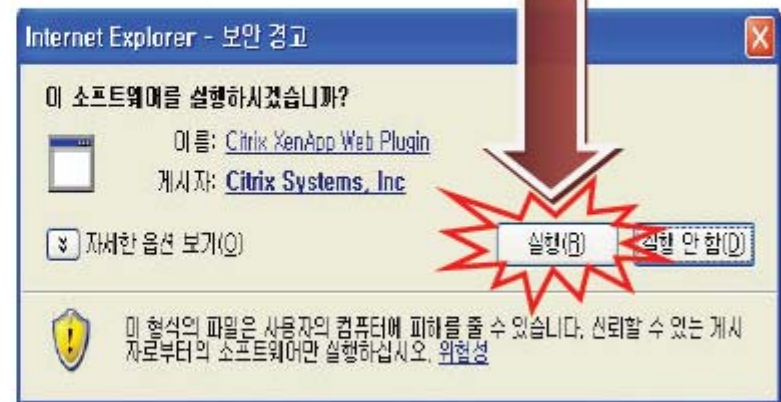 Internet Explorer - 보안 경고
이 소프트웨어를 실행하시겠습니까?
이름: Citrix XenApp Web Plugin
게시자: Citrix Systems, Inc
자세한 옵션 보기(O)
실행(R)
실행 안 함(D)
이 형식의 파일은 사용자의 컴퓨터에 피해를 줄 수 있습니다. 신뢰할 수 있는 게시
자로부터의 소프트웨어만 실행하십시오. 위험성